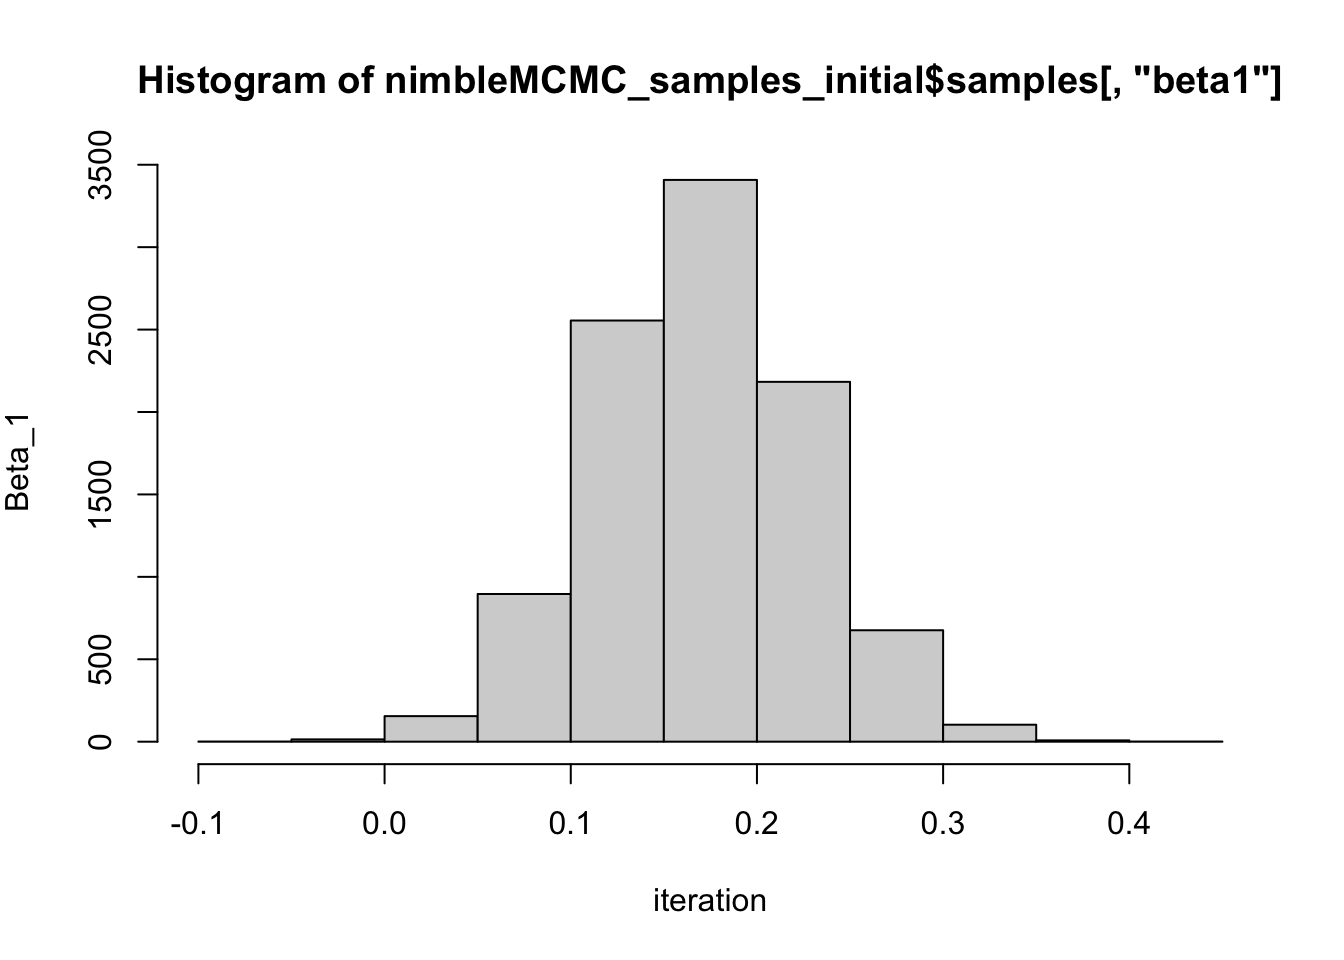 Histogram of nimbleMCMC_samples_initial$samples[, "beta1"]
3500
2500
1500
500
0
Beta_1
-0.1 0.0 0.1 0.2 0.3 0.4
iteration